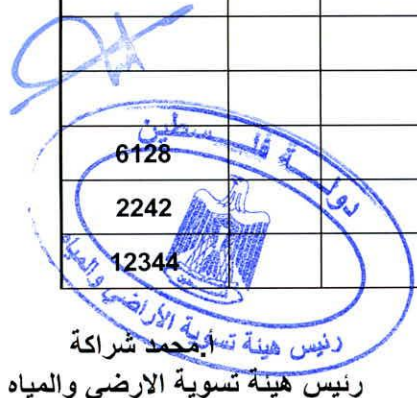 دولة فلسطين
6128
2242
12344
رئيس هيئة تسوية الأراضي والمياه
أ.محمد شراكة
رئيس هيئة تسوية الارضي والمياه